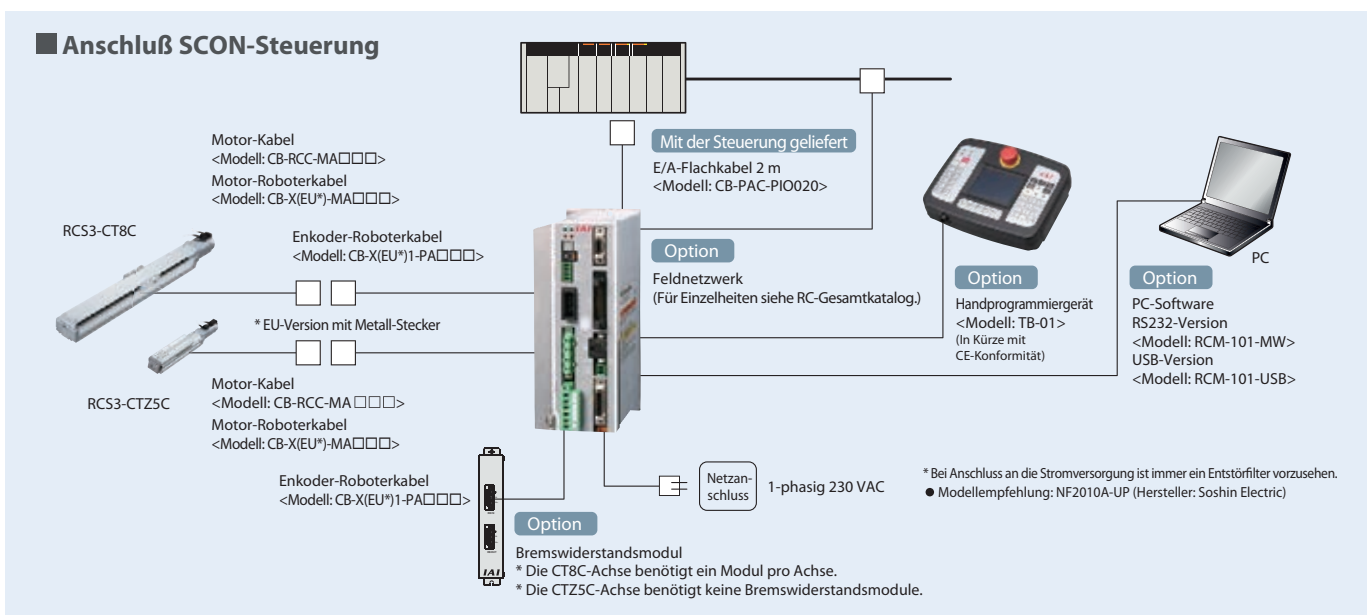 Anschluß SCON-Steuerung
Motor-Kabel
<Modell: CB-RCC-MA□□□>
Motor-Roboterkabel
<Modell: CB-X(EU*)-MA□□□>
Mit der Steuerung geliefert
E/A-Flachkabel 2 m
<Modell: CB-PAC-PIO020>
RCS3-CT8C
Enkoder-Roboterkabel
<Modell: CB-X(EU*)1-PA□□□>
IAI
Option
Feldnetzwerk
(Für Einzelheiten siehe RC-Gesamtkatalog.)
Option
Handprogrammiergerät
<Modell: TB-01>
(In Kürze mit
CE-Konformität)
PC
Option
PC-Software
RS232-Version
<Modell: RCM-101-MW>
USB-Version
<Modell: RCM-101-USB>
* EU-Version mit Metall-Stecker
RCS3-CTZ5C
Motor-Kabel
<Modell: CB-RCC-MA □□□>
Motor-Roboterkabel
<Modell: CB-X(EU*)-MA□□□>
Enkoder-Roboterkabel
<Modell: CB-X(EU*)1-PA□□□>
Netzan-
schluss
1-phasig 230 VAC
* Bei Anschluss an die Stromversorgung ist immer ein Entstörfilter vorzusehen.
● Modellempfehlung: NF2010A-UP (Hersteller: Soshin Electric)
IAI
Option
Bremswiderstandsmodul
* Die CT8C-Achse benötigt ein Modul pro Achse.
* Die CTZ5C-Achse benötigt keine Bremswiderstandsmodule.